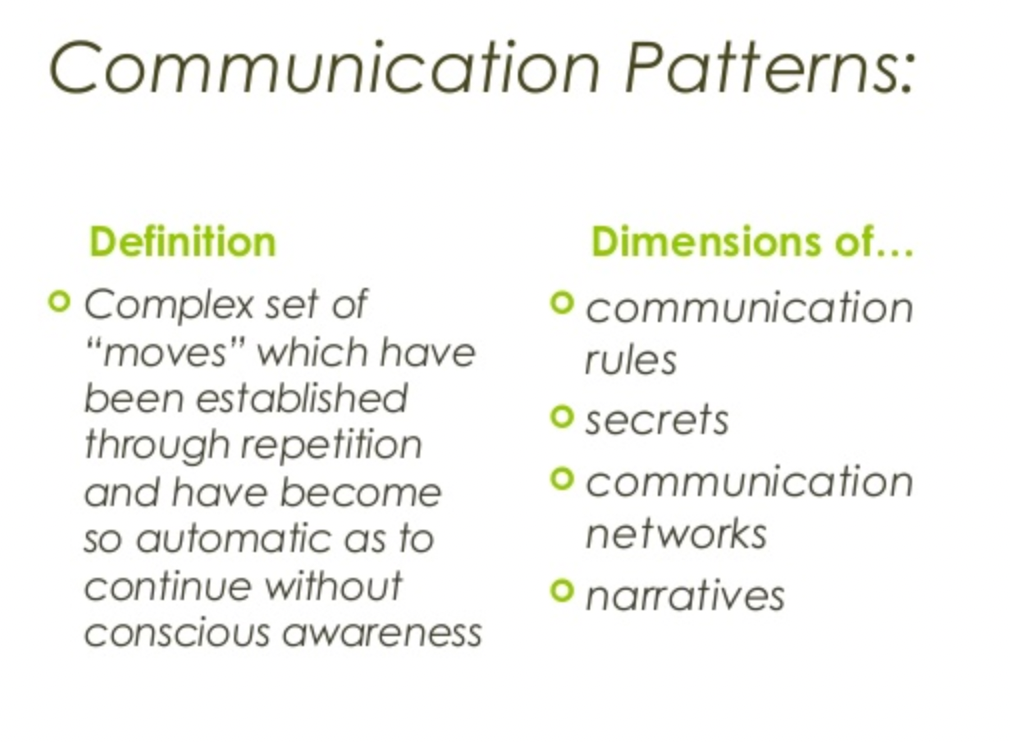 Communication Patterns:
Definition
Complex set of
“moves” which have
been established
through repetition
and have become
so automatic as to
continue without
conscious awareness
Dimensions of…
communication
rules
secrets
communication
networks
narratives